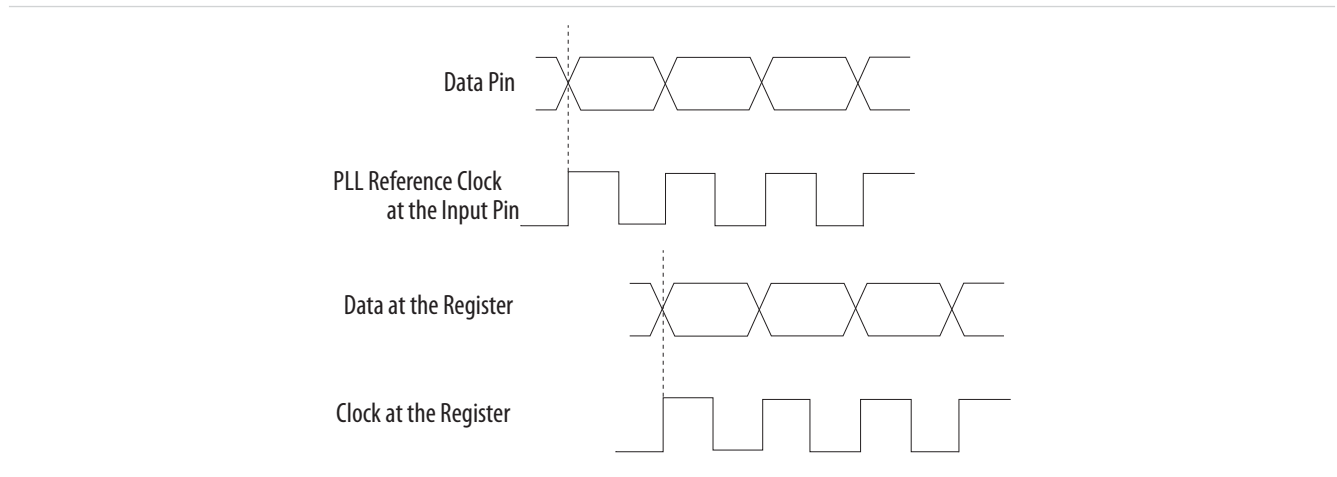 Data Pin
PLL Reference Clock
at the Input Pin
Data at the Register
Clock at the Register